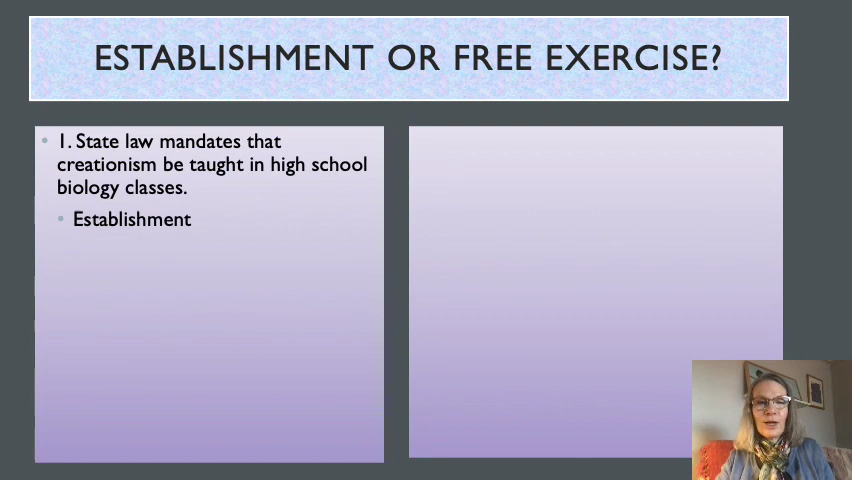 ESTABLISHMENT OR FREE EXERCISE?
1. State law mandates that
creationism be taught in high school
biology classes.
Establishment